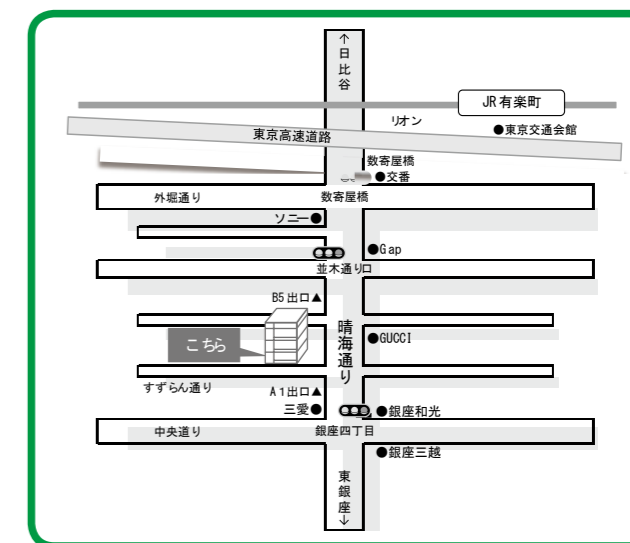 ↑日比谷
JR有楽町
リオン
●東京交通会館
東京高速道路
数寄屋橋
●交番
外堀通り
数寄屋橋
ソニー●
●Gap
並木通り口
B5出口▲
晴海通り
こちら
●GUCCI
すずらん通り
A1出口▲
三愛●
●銀座和光
中央道り
銀座四丁目
●銀座三越
東銀座↓